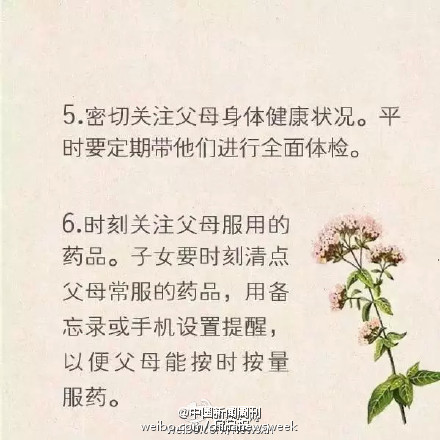 5.密切关注父母身体健康状况。平
时要定期带他们进行全面体检。
6.时刻关注父母服用的
药品。子女要时刻清点
父母常服的药品，用备
忘录或手机设置提醒，
以便父母能按时按量
服药。
@中国新闻周刊
weibo.com/chinanewsweek